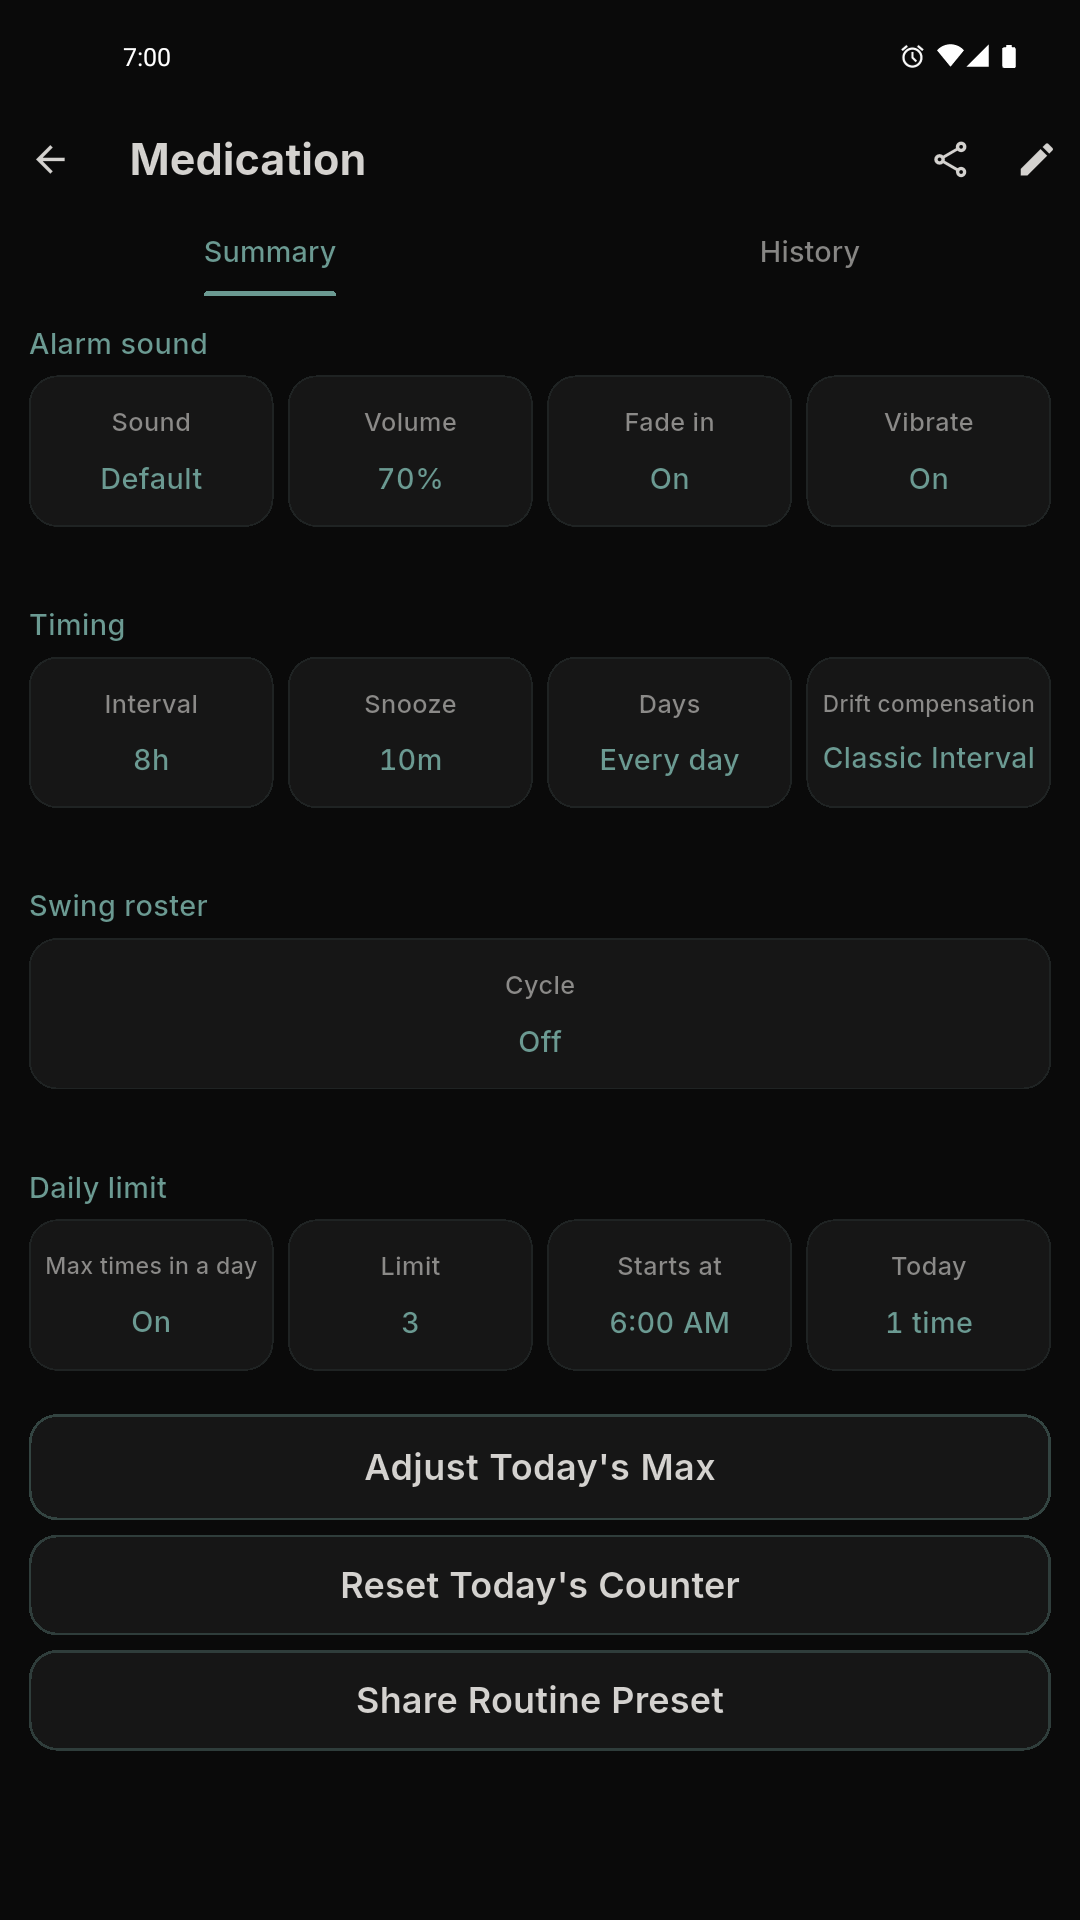 7:00
Medication
Summary History
Alarm sound
Sound Volume Fade in Vibrate
Default 70% On On
Timing
Interval Snooze Days Drift compensation
8h 10m Every day Classic Interval
Swing roster
Cycle
Off
Daily limit
Max times in a day Limit Starts at Today
On 3 6:00 AM 1 time
Adjust Today's Max
Reset Today's Counter
Share Routine Preset